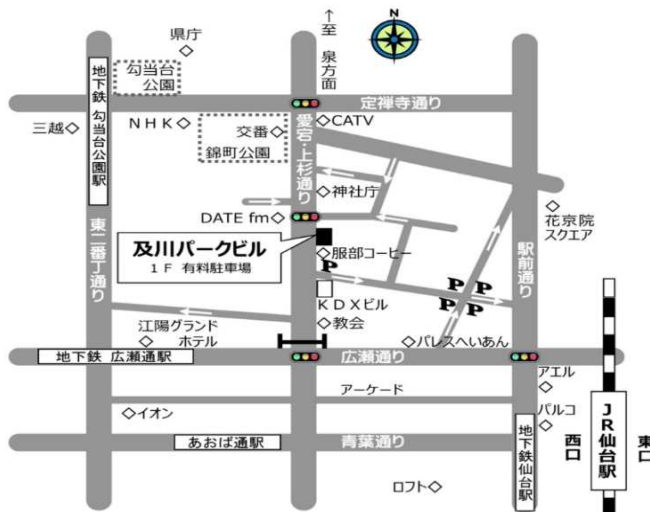 N
↑至 泉方面
県庁
勾当台
公園
地下鉄 勾当台公園駅
定禅寺通り
三越
NHK
交番
錦町公園
CATV
愛宕・上杉通り
神社庁
DATE fm
花京院
スクエア
東二番丁通り
及川パークビル
1F 有料駐車場
服部コーヒー
駅前通り
P
P P
P P
KDXビル
江陽グランド
ホテル
教会
パレスへいあん
地下鉄 広瀬通駅
広瀬通り
アエル
アーケード
イオン
パルコ
あおば通駅
青葉通り
地下鉄仙台駅
西口
JR仙台駅
東口
ロフト